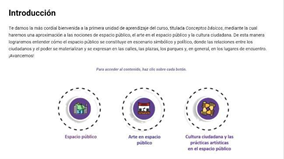 Introducción
Te damos la más cordial bienvenida a la primera unidad de aprendizaje del curso, titulada Conceptos básicos, mediante la cual
haremos una aproximación a las nociones de espacio público, el arte en el espacio público y la cultura ciudadana. De esta manera,
lograremos entender cómo el espacio público se constituye en escenario simbólico y político, donde las relaciones entre los
ciudadanos y el poder se materializan y se expresan en las calles, las plazas, los parques y, en general, en los lugares de encuentro.
¡Avancemos!
Para acceder al contenido, haz clic sobre cada botón.
Espacio público
Arte en espacio
público
Cultura ciudadana y las
prácticas artísticas
en el espacio público